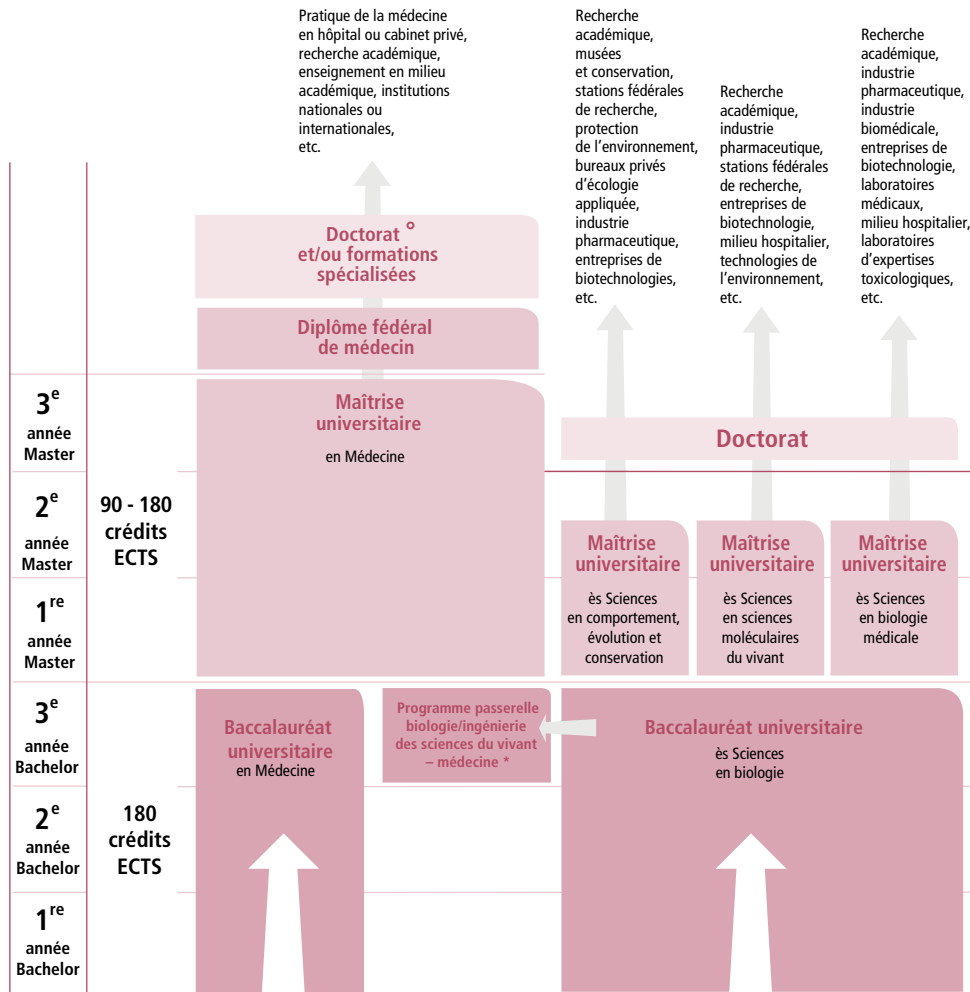 Pratique de la médecine
en hôpital ou cabinet privé,
recherche académique,
enseignement en milieu
académique, institutions
nationales ou
internationales,
etc.
Recherche
académique,
musées
et conservation,
stations fédérales
de recherche,
protection
de l'environnement,
bureaux privés
d'écologie
appliquée,
industrie
pharmaceutique,
entreprises de
biotechnologies,
etc.
Recherche
académique,
industrie
pharmaceutique,
stations fédérales
de recherche,
entreprises de
biotechnologie,
milieu hospitalier,
technologies de
l'environnement,
etc.
Recherche
académique,
industrie
pharmaceutique,
industrie
biomédicale,
entreprises de
biotechnologie,
laboratoires
médicaux,
milieu hospitalier,
laboratoires
d'expertises
toxicologiques,
etc.
Doctorat °
et/ou formations
spécialisées
Diplôme fédéral
de médecin
3e
année
Master
2e
année
Master
1re
année
Master
90 - 180
crédits
ECTS
Maîtrise
universitaire
en Médecine
Doctorat
Maîtrise
universitaire
ès Sciences
en comportement,
évolution et
conservation
Maîtrise
universitaire
ès Sciences
en sciences
moléculaires
du vivant
Maîtrise
universitaire
ès Sciences
en biologie
médicale
3e
année
Bachelor
2e
année
Bachelor
1re
année
Bachelor
180
crédits
ECTS
Baccalauréat
universitaire
en Médecine
Programme passerelle
biologie/ingénierie
des sciences du vivant
– médecine *
Baccalauréat universitaire
ès Sciences
en biologie